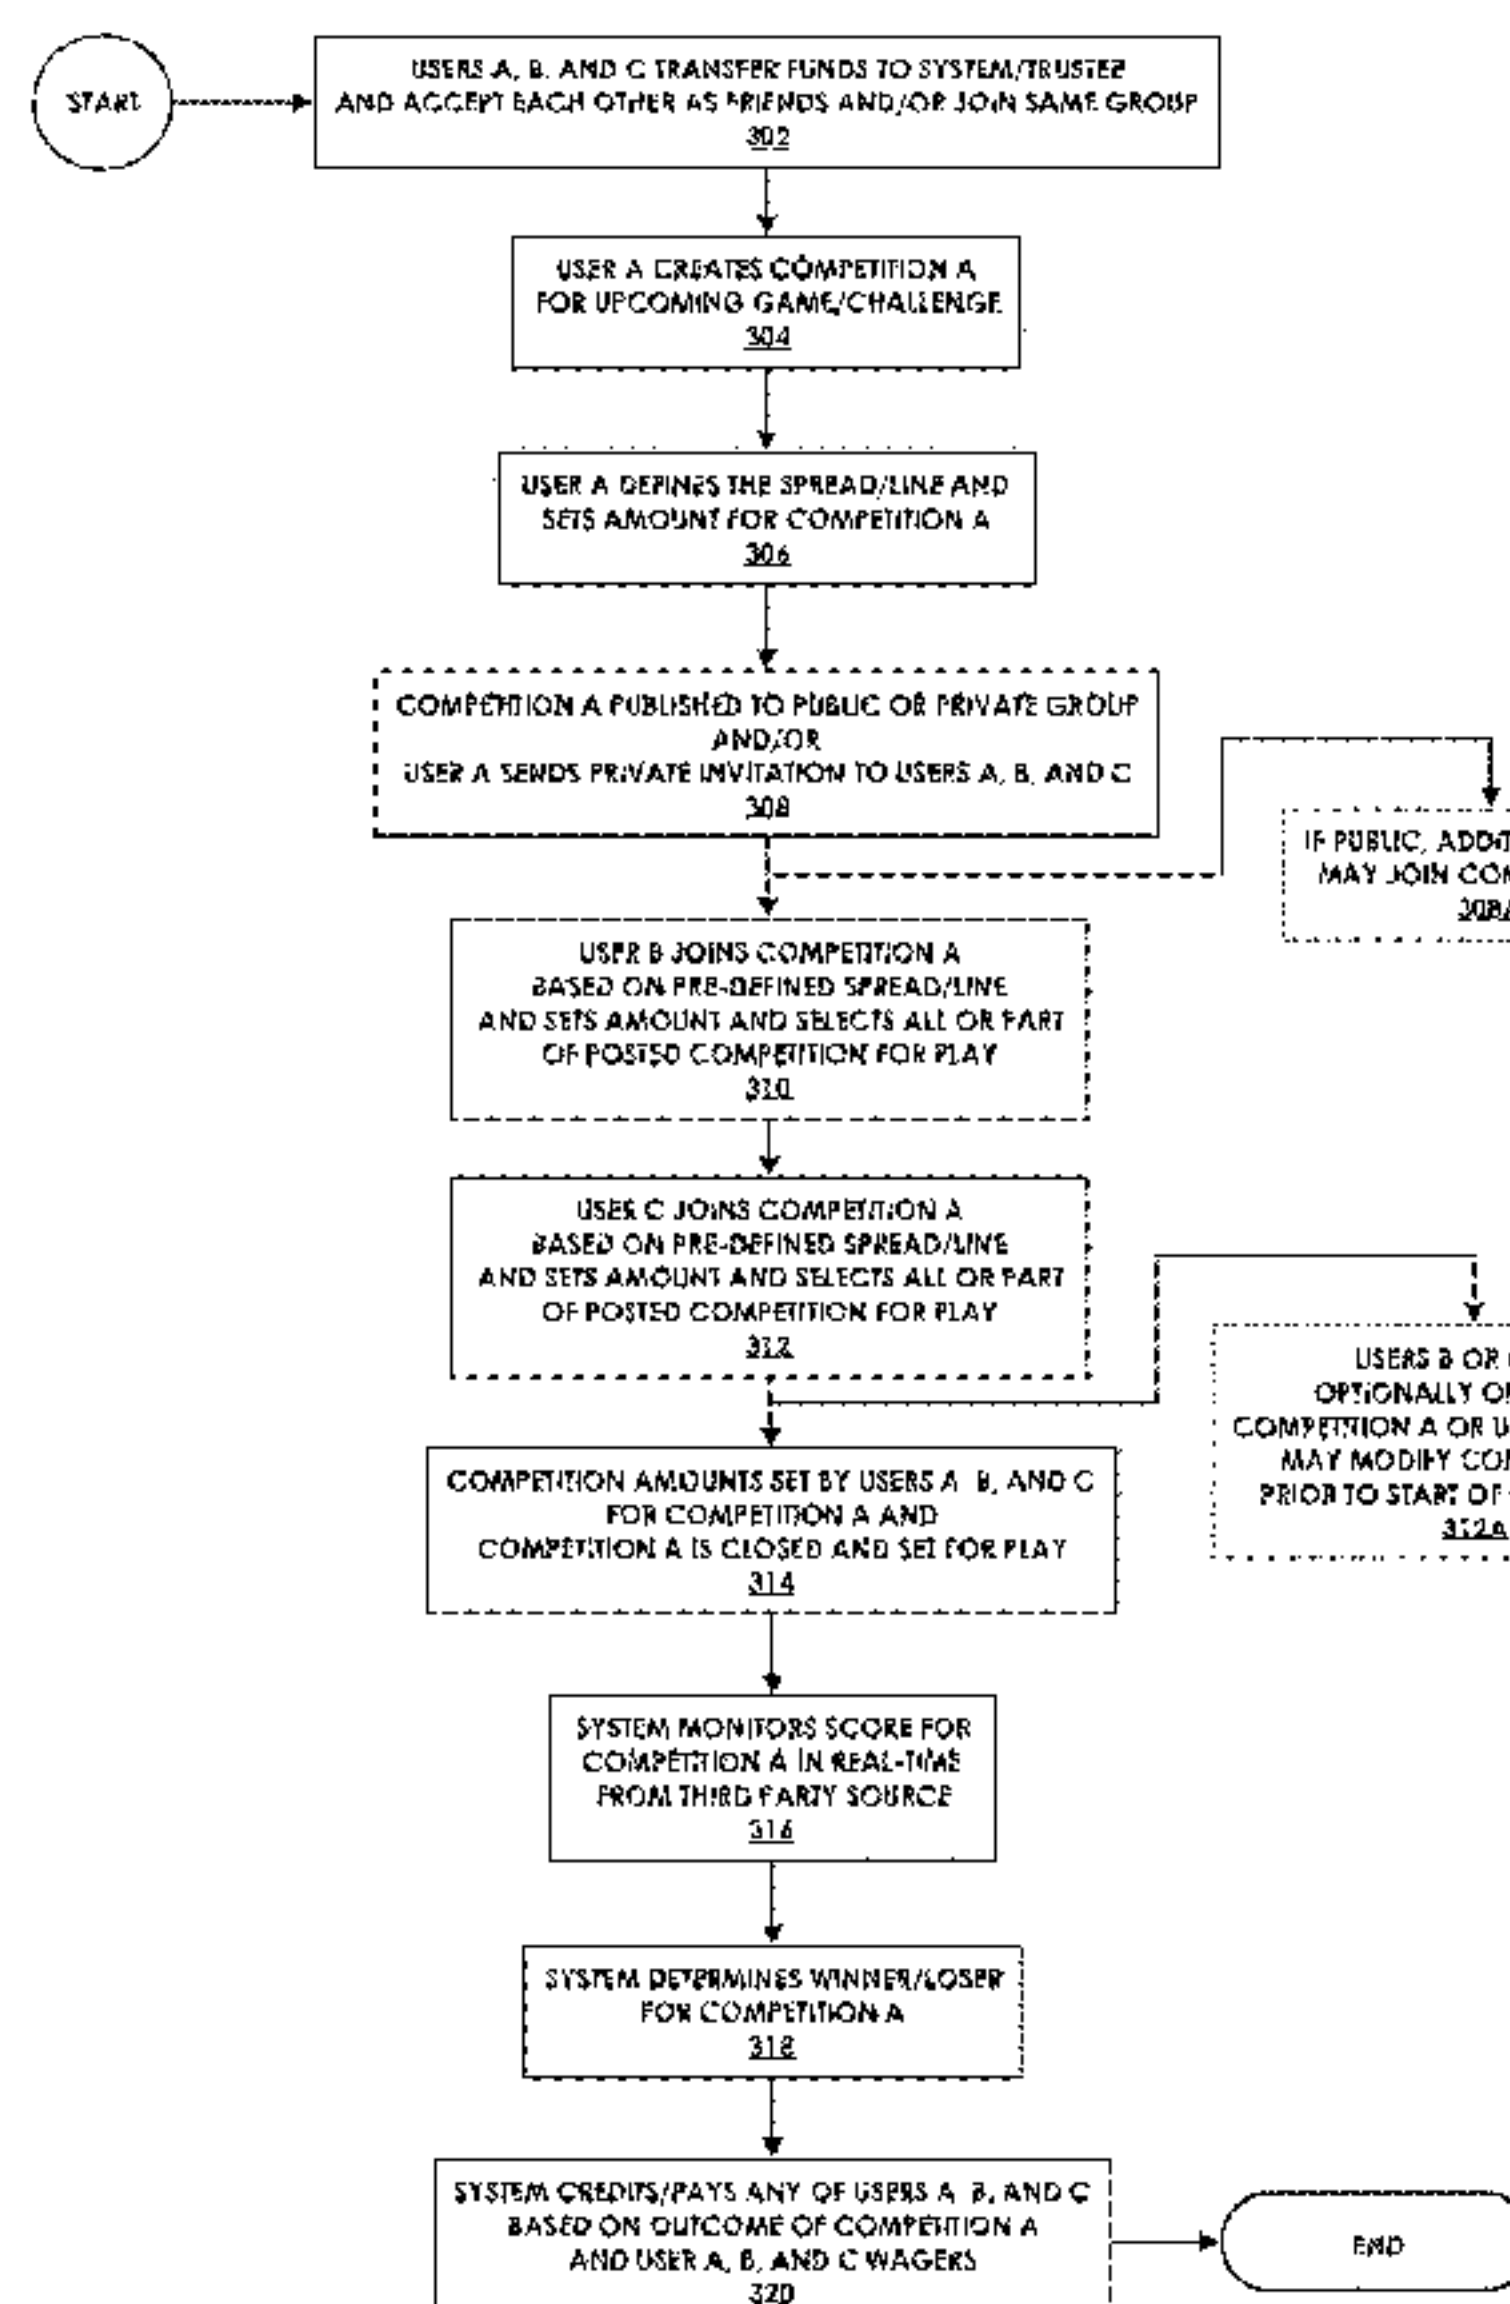 START
USERS A, B, AND C TRANSFER FUNDS TO SYSTEM/TRUSTEE
AND ACCEPT EACH OTHER AS FRIENDS AND/OR JOIN SAME GROUP
302
USER A CREATES COMPETITION A
FOR UPCOMING GAME/CHALLENGE
304
USER A DEFINES THE SPREAD/LINE AND
SETS AMOUNT FOR COMPETITION A
306
COMPETITION A PUBLISHED TO PUBLIC OR PRIVATE GROUP
AND/OR
USER A SENDS PRIVATE INVITATION TO USERS A, B, AND C
308
IF PUBLIC, ADDIT
MAY JOIN COM
308A
USER B JOINS COMPETITION A
BASED ON PRE-DEFINED SPREAD/LINE
AND SETS AMOUNT AND SELECTS ALL OR PART
OF POSTED COMPETITION FOR PLAY
310
USER C JOINS COMPETITION A
BASED ON PRE-DEFINED SPREAD/LINE
AND SETS AMOUNT AND SELECTS ALL OR PART
OF POSTED COMPETITION FOR PLAY
312
USERS B OR
OPTIONALLY
COMPETITION A OR
MAY MODIFY COM
PRIOR TO START OF
312A
COMPETITION AMOUNTS SET BY USERS A B, AND C
FOR COMPETITION A AND
COMPETITION A IS CLOSED AND SET FOR PLAY
314
SYSTEM MONITORS SCORE FOR
COMPETITION A IN REAL-TIME
FROM THIRD PARTY SOURCE
316
SYSTEM DETERMINES WINNER/LOSER
FOR COMPETITION A
318
SYSTEM CREDITS/PAYS ANY OF USERS A B, AND C
BASED ON OUTCOME OF COMPETITION A
AND USER A, B, AND C WAGERS
320
END